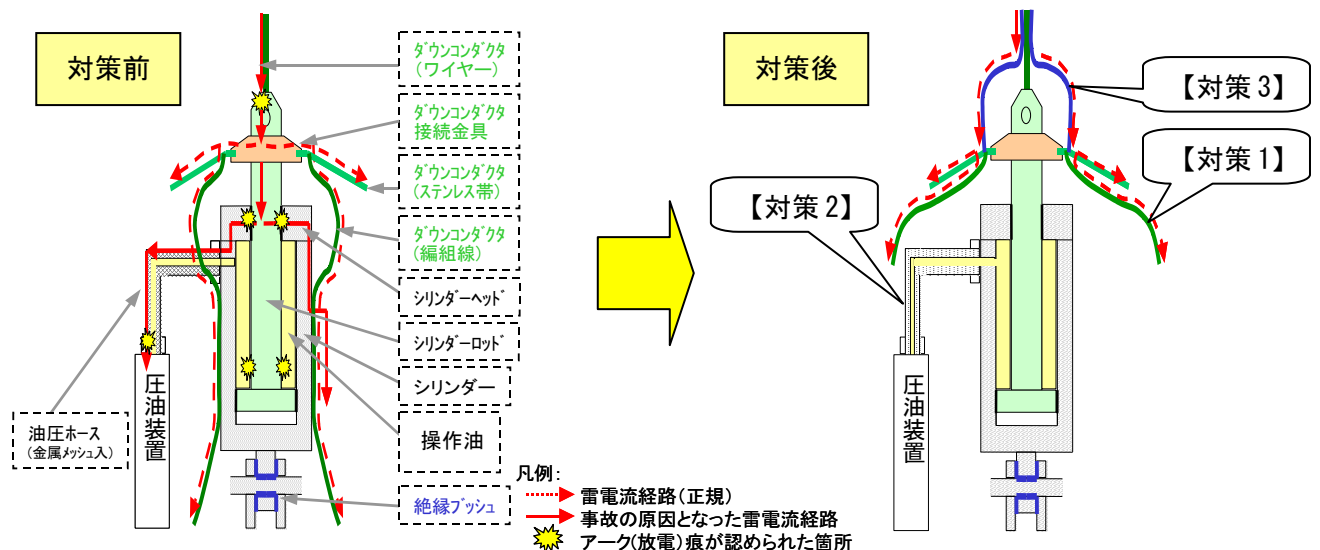 対策前
ﾀﾞｳﾝｺﾝﾀﾞｸﾀ
(ワイヤー)
ﾀﾞｳﾝｺﾝﾀﾞｸﾀ
接続金具
ﾀﾞｳﾝｺﾝﾀﾞｸﾀ
(ステンレス帯)
ﾀﾞｳﾝｺﾝﾀﾞｸﾀ
(編組線)
ｼﾘﾝﾀﾞｰﾍｯﾄﾞ
ｼﾘﾝﾀﾞｰﾛｯﾄﾞ
シリンダー
操作油
絶縁ﾌﾞｯｼｭ
圧油装置
油圧ホース
(金属ﾒｯｼｭ入)
凡例:
雷電流経路(正規)
事故の原因となった雷電流経路
アーク(放電)痕が認められた箇所
対策後
【対策3】
【対策1】
【対策2】
圧油装置